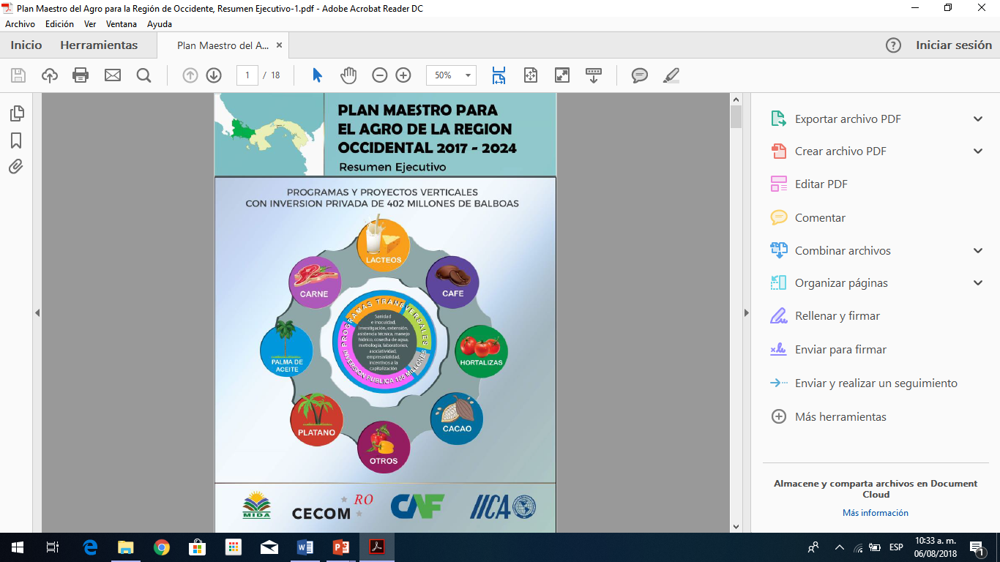 Plan Maestro del Agro para la Región de Occidente, Resumen Ejecutivo-1.pdf - Adobe Acrobat Reader DC
Archivo Edición Ver Ventana Ayuda
Inicio Herramientas Plan Maestro del A... × ? Iniciar sesión
1 / 18 50%
PLAN MAESTRO PARA
EL AGRO DE LA REGION
OCCIDENTAL 2017 - 2024
Resumen Ejecutivo
PROGRAMAS Y PROYECTOS VERTICALES
CON INVERSION PRIVADA DE 402 MILLONES DE BALBOAS
LACTEOS
CARNE
CAFE
PROGRAMAS TRANSVERSALES
Sanidad
e inocuidad,
investigación, extensión,
asistencia técnica, manejo
hídrico, cosecha de agua,
metrología, laboratorios,
asociatividad,
empresarialidad,
incentivos a la
capitalización
INVERSION PUBLICA MILLONES
PALMA DE
ACEITE
HORTALIZAS
PLATANO
CACAO
OTROS
MIDA
CECOM RO
CAF
IICA
Exportar archivo PDF
Crear archivo PDF
Editar PDF
Comentar
Combinar archivos
Organizar páginas
Rellenar y firmar
Enviar para firmar
Enviar y realizar un seguimiento
Más herramientas
Almacene y comparta archivos en Document
Cloud
Más información
ESP
10:33 a. m.
06/08/2018
1